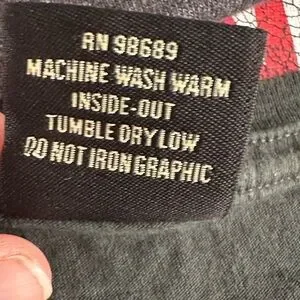 RN 98689
MACHINE WASH WARM
INSIDE-OUT
TUMBLE DRY LOW
DO NOT IRON GRAPHIC